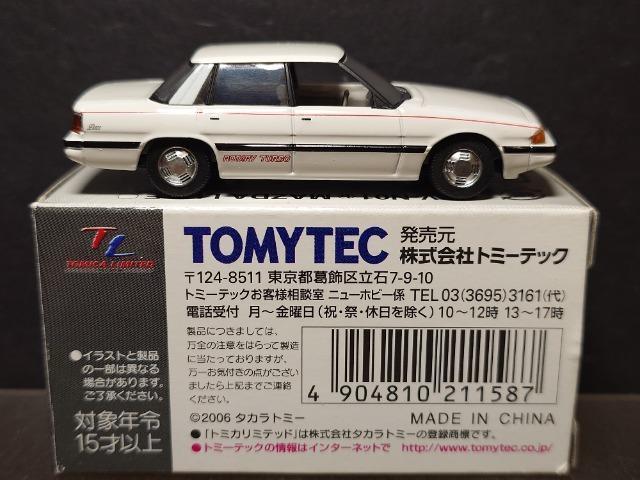 ROTARY TURBO
TL
TOMICA LIMITED
TOMYTEC 発売元
株式会社トミーテック
〒124-8511 東京都葛飾区立石7-9-10
トミーテックお客様相談室 ニューホビー係 TEL 03(3695)3161(代)
電話受付 月～金曜日(祝・祭・休日を除く)10～12時 13～17時
●イラストと製品
の一部は異なる
場合があります。
ご了承ください。
対象年令
15才以上
製品につきましては、
万全の注意をはらって製造
に当たっておりますが、
万一お気付きの点がござい
ましたら上記までご連絡
ください。
4 904810 211587
©2006 タカラトミー
MADE IN CHINA
●「トミカリミテッド」は株式会社タカラトミーの登録商標です。
●トミーテックの情報はインターネットで http://www.tomytec.co.jp/